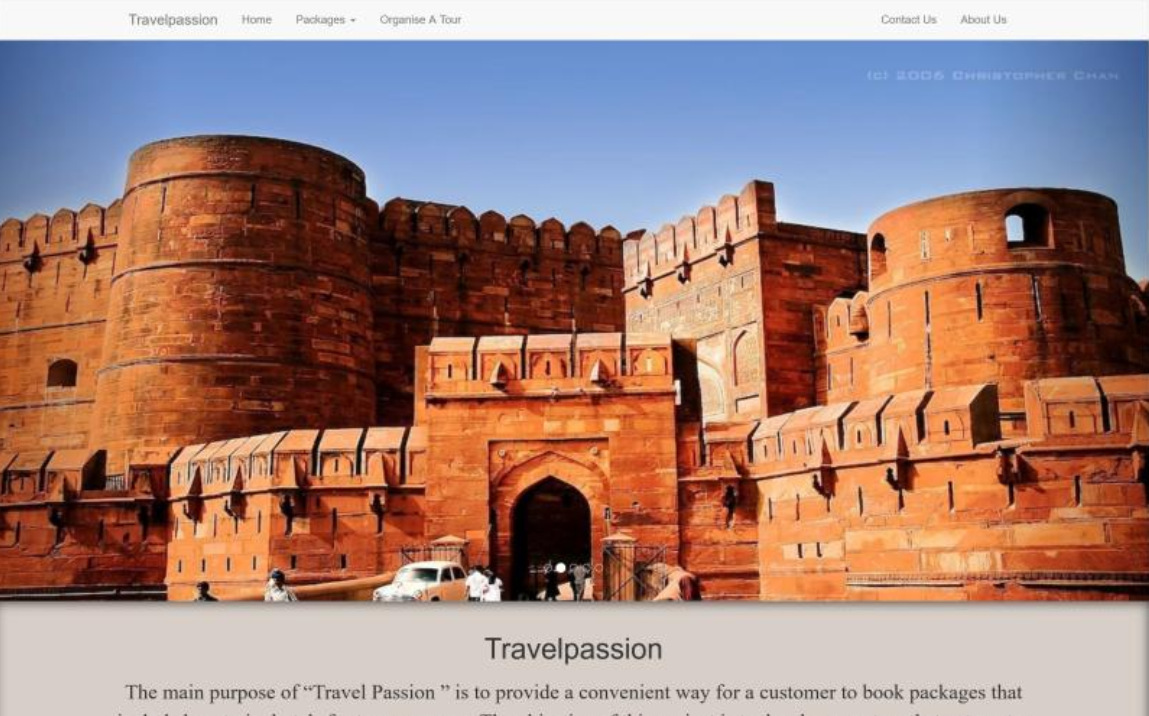 Travelpassion Home Packages Organise A Tour Contact Us About Us
(c) 2006 Christopher Chan
Travelpassion
The main purpose of “Travel Passion ” is to provide a convenient way for a customer to book packages that